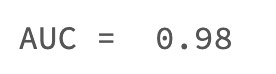 AUC =  0.98